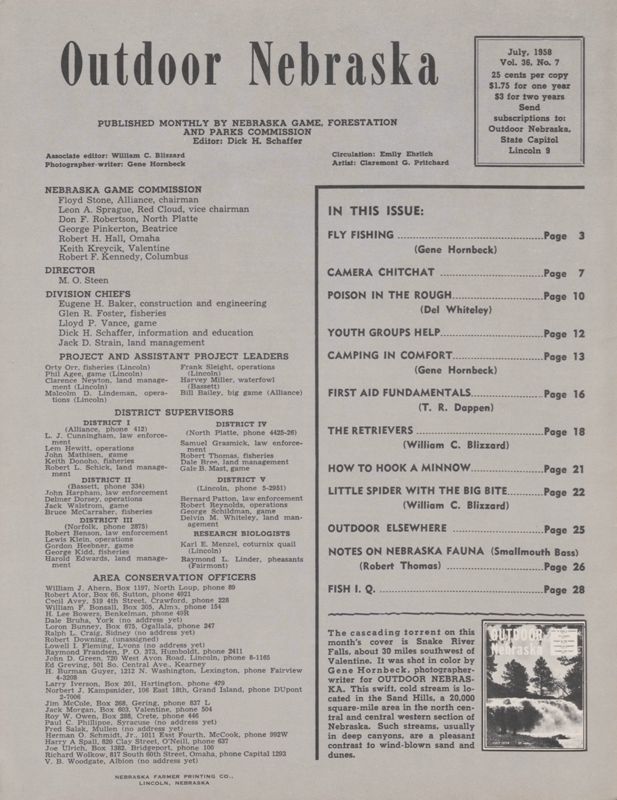 Outdoor Nebraska
July, 1958
Vol. 36, No. 7
25 cents per copy
$1.75 for one year
$3 for two years
Send
subscriptions to:
Outdoor Nebraska,
State Capitol
Lincoln 9
PUBLISHED MONTHLY BY NEBRASKA GAME, FORESTATION
AND PARKS COMMISSION
Editor: Dick H. Schaffer
Associate editor: William C. Blizzard
Photographer-writer: Gene Hornbeck
Circulation: Emily Ehrlich
Artist: Claremont G. Pritchard
NEBRASKA GAME COMMISSION
Floyd Stone, Alliance, chairman
Leon A. Sprague, Red Cloud, vice chairman
Don F. Robertson, North Platte
George Pinkerton, Beatrice
Robert H. Hall, Omaha
Keith Kreycik, Valentine
Robert F. Kennedy, Columbus
DIRECTOR
M. O. Steen
DIVISION CHIEFS
Eugene H. Baker, construction and engineering
Glen R. Foster, fisheries
Lloyd P. Vance, game
Dick H. Schaffer, information and education
Jack D. Strain, land management
PROJECT AND ASSISTANT PROJECT LEADERS
Orty Orr, fisheries (Lincoln)
Phil Agee, game (Lincoln)
Clarence Newton, land manage-
ment (Lincoln)
Malcolm D. Lindeman, opera-
tions (Lincoln)
Frank Sleight, operations
(Lincoln)
Harvey Miller, waterfowl
(Bassett)
Bill Bailey, big game (Alliance)
DISTRICT SUPERVISORS
DISTRICT I
(Alliance, phone 412)
L. J. Cunningham, law enforce-
ment
Lem Hewitt, operations
John Mathisen, game
Keith Donoho, fisheries
Robert L. Schick, land manage-
ment
DISTRICT II
(Bassett, phone 334)
John Harpham, law enforcement
Delmer Dorsey, operations
Jack Walstrom, game
Bruce McCarraher, fisheries
DISTRICT III
(Norfolk, phone 2875)
Robert Benson, law enforcement
Lewis Klein, operations
Gordon Heebner, game
George Kidd, fisheries
Harold Edwards, land manage-
ment
DISTRICT IV
(North Platte, phone 4425-26)
Samuel Grasmick, law enforce-
ment
Robert Thomas, fisheries
Dale Bree, land management
Gale B. Mast, game
DISTRICT V
(Lincoln, phone 5-2951)
Bernard Patton, law enforcement
Robert Reynolds, operations
George Schildman, game
Delvin M. Whiteley, land man-
agement
RESEARCH BIOLOGISTS
Karl E. Menzel, coturnix quail
(Lincoln)
Raymond L. Linder, pheasants
(Fairmont)
AREA CONSERVATION OFFICERS
William J. Ahern, Box 1197, North Loup, phone 89
Robert Ator, Box 66, Sutton, phone 4921
Cecil Avey, 519 4th Street, Crawford, phone 228
William F. Bonsall, Box 305, Alma, phone 154
H. Lee Bowers, Benkelman, phone 49R
Dale Bruha, York (no address yet)
Loron Bunney, Box 675, Ogallala, phone 247
Ralph L. Craig, Sidney (no address yet)
Robert Downing, (unassigned)
Lowell I. Fleming, Lyons (no address yet)
Raymond Frandsen, P. O. 373, Humboldt, phone 2411
John D. Green, 720 West Avon Road, Lincoln, phone 8-1165
Ed Greving, 501 So. Central Ave., Kearney
H. Burman Guyer, 1212 N. Washington, Lexington, phone Fairview
4-3208
Larry Iverson, Box 201, Hartington, phone 479
Norbert J. Kampsnider, 106 East 18th, Grand Island, phone DUpont
2-7006
Jim McCole, Box 268, Gering, phone 837 L
Jack Morgan, Box 603, Valentine, phone 504
Roy W. Owen, Box 288, Crete, phone 446
Paul C. Phillippe, Syracuse (no address yet)
Fred Salak, Mullen (no address yet)
Herman O. Schmidt, Jr., 1011 East Fourth, McCook, phone 992W
Harry A Spall, 820 Clay Street, O'Neill, phone 637
Joe Ulrich, Box 1382, Bridgeport, phone 100
Richard Wolkow, 817 South 60th Street, Omaha, phone Capital 1293
V. B. Woodgate, Albion (no address yet)
NEBRASKA FARMER PRINTING CO.,
LINCOLN, NEBRASKA
IN THIS ISSUE:
FLY FISHING ..............................Page 3
(Gene Hornbeck)
CAMERA CHITCHAT ......................Page 7
POISON IN THE ROUGH...................Page 10
(Del Whiteley)
YOUTH GROUPS HELP.....................Page 12
CAMPING IN COMFORT...................Page 13
(Gene Hornbeck)
FIRST AID FUNDAMENTALS...............Page 16
(T. R. Dappen)
THE RETRIEVERS ..........................Page 18
(William C. Blizzard)
HOW TO HOOK A MINNOW................Page 21
LITTLE SPIDER WITH THE BIG BITE........Page 22
(William C. Blizzard)
OUTDOOR ELSEWHERE ....................Page 25
NOTES ON NEBRASKA FAUNA (Smallmouth Bass)
(Robert Thomas) .....................Page 26
FISH I. Q. ...................................Page 28
The cascading torrent on this
month's cover is Snake River
Falls, about 30 miles southwest of
Valentine. It was shot in color by
Gene Hornbeck, photographer-
writer for OUTDOOR NEBRAS-
KA. This swift, cold stream is lo-
cated in the Sand Hills, a 20,000
square-mile area in the north cen-
tral and central western section of
Nebraska. Such streams, usually
in deep canyons, are a pleasant
contrast to wind-blown sand and
dunes.
OUTDOOR
Nebraska